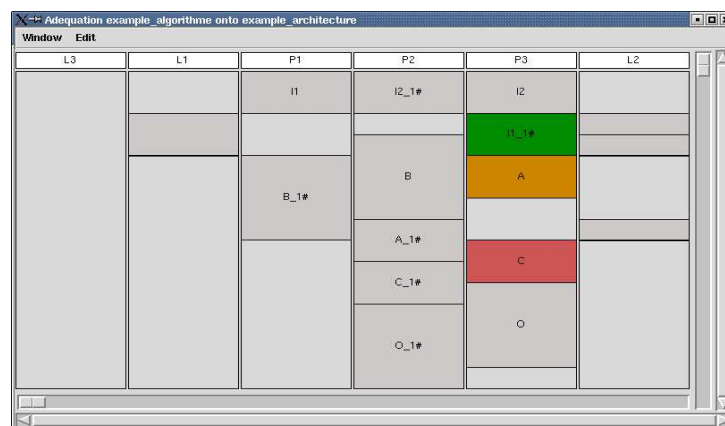 Adequation example_algorithme onto example_architecture
Window Edit
L3 L1 P1 P2 P3 L2
I1 I2_1# I2
I1_1#
B A
B_1#
A_1#
C
C_1#
O
O_1#